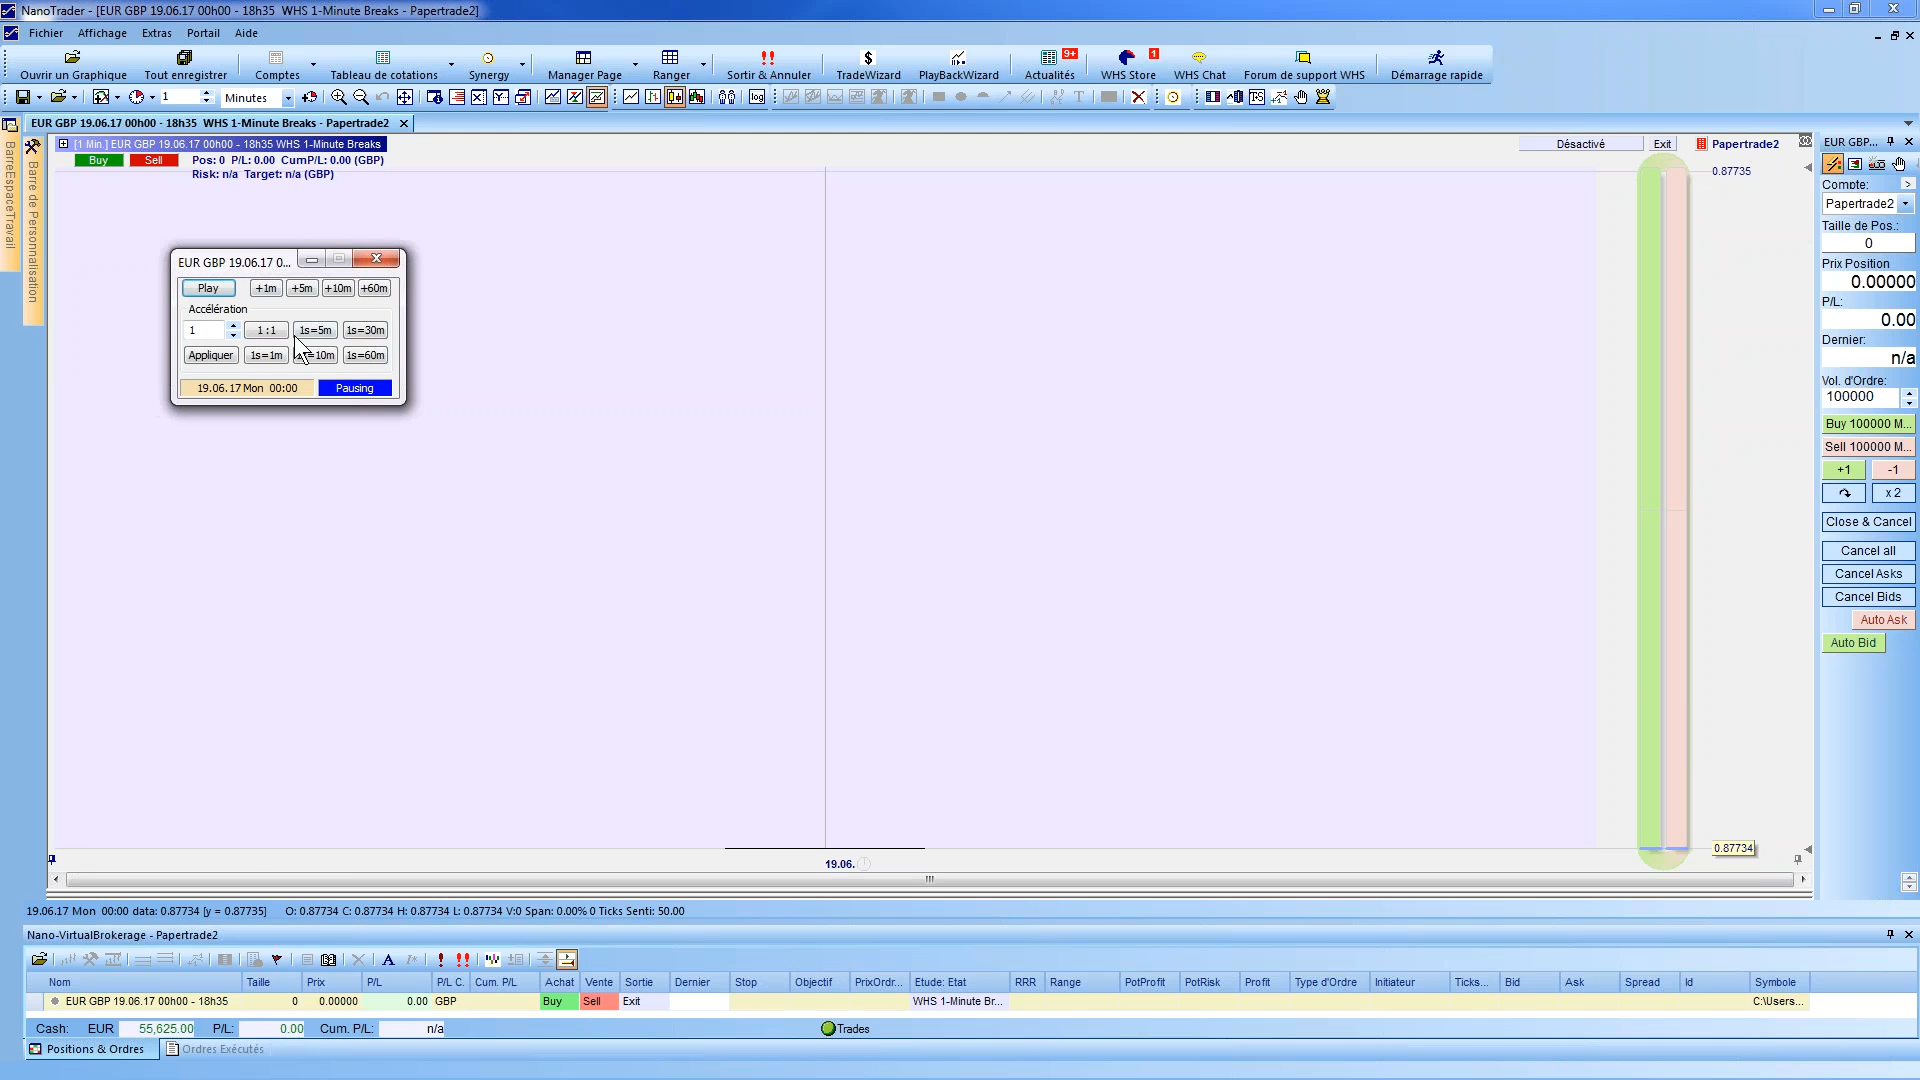 NanoTrader - [EUR GBP 19.06.17 00h00 - 18h35  WHS 1-Minute Breaks - Papertrade2]
Fichier Affichage Extras Portail Aide
Ouvrir un Graphique Tout enregistrer Comptes Tableau de cotations Synergy Manager Page Ranger Sortir & Annuler TradeWizard PlayBackWizard 9+ Actualités 1 WHS Store WHS Chat Forum de support WHS Démarrage rapide
1 Minutes log
EUR GBP 19.06.17 00h00 - 18h35  WHS 1-Minute Breaks - Papertrade2
BarreEspaceTravail
Barre de Personnalisation
[1 Min.] EUR GBP 19.06.17 00h00 - 18h35 WHS 1-Minute Breaks
Désactivé Exit Papertrade2
Buy Sell Pos: 0  P/L: 0.00  CumP/L: 0.00 (GBP)
Risk: n/a  Target: n/a (GBP)
0.87735
EUR GBP 19.06.17 0...
Play +1m +5m +10m +60m
Accélération
1 1 : 1 1s=5m 1s=30m
Appliquer 1s=1m =10m 1s=60m
19.06.17 Mon  00:00 Pausing
0.87734
19.06.
EUR GBP...
Compte: >
Papertrade2
Taille de Pos.:
0
Prix Position
0.00000
P/L:
0.00
Dernier:
n/a
Vol. d'Ordre:
100000
Buy 100000 M...
Sell 100000 M...
+1 -1
x 2
Close & Cancel
Cancel all
Cancel Asks
Cancel Bids
Auto Ask
Auto Bid
19.06.17 Mon  00:00 data: 0.87734 [y = 0.87735] O: 0.87734 C: 0.87734 H: 0.87734 L: 0.87734 V:0 Span: 0.00% 0 Ticks Senti: 50.00
Nano-VirtualBrokerage - Papertrade2
Nom Taille Prix P/L P/L C. Cum. P/L Achat Vente Sortie Dernier Stop Objectif PrixOrdr... Etude: Etat RRR Range PotProfit PotRisk Profit Type d'Ordre Initiateur Ticks... Bid Ask Spread Id Symbole
EUR GBP 19.06.17 00h00 - 18h35 0 0.00000 0.00 GBP Buy Sell Exit WHS 1-Minute Br... C:\Users...
Cash: EUR 55,625.00 P/L: 0.00 Cum. P/L: n/a Trades
Positions & Ordres Ordres Exécutés